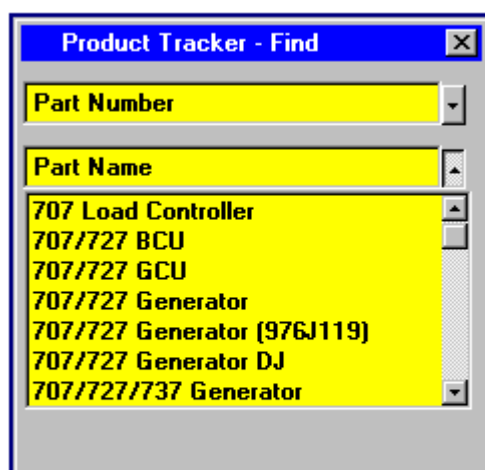 Product Tracker - Find
Part Number
Part Name
707 Load Controller
707/727 BCU
707/727 GCU
707/727 Generator
707/727 Generator (976J119)
707/727 Generator DJ
707/727/737 Generator